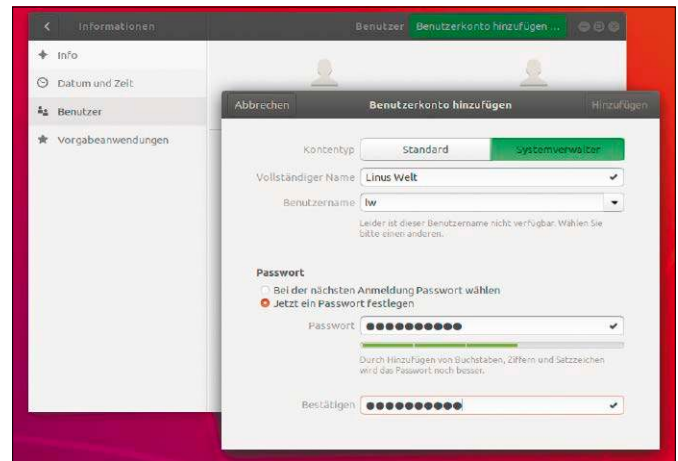 Informationen
Benutzer
Benutzerkonto hinzufügen ...
Info
Datum und Zeit
Benutzer
Vorgabeanwendungen
Abbrechen
Benutzerkonto hinzufügen
Hinzufügen
Kontentyp
Standard
Systemverwalter
Vollständiger Name
Linus Welt
Benutzername
lw
Leider ist dieser Benutzername nicht verfügbar. Wählen Sie
bitte einen anderen.
Passwort
Bei der nächsten Anmeldung Passwort wählen
Jetzt ein Passwort festlegen
Passwort ●●●●●●●●●●
Durch Hinzufügen von Buchstaben, Ziffern und Satzzeichen
wird das Passwort noch besser.
Bestätigen ●●●●●●●●●●